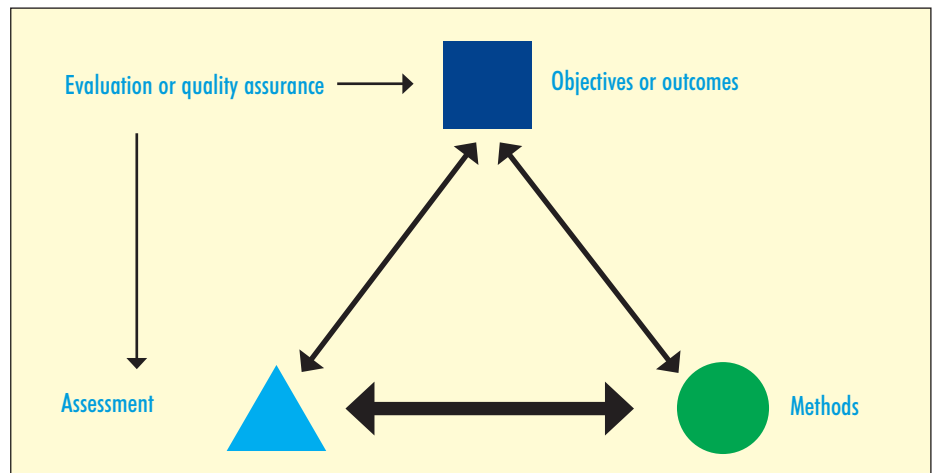 Evaluation or quality assurance
Objectives or outcomes
Assessment
Methods